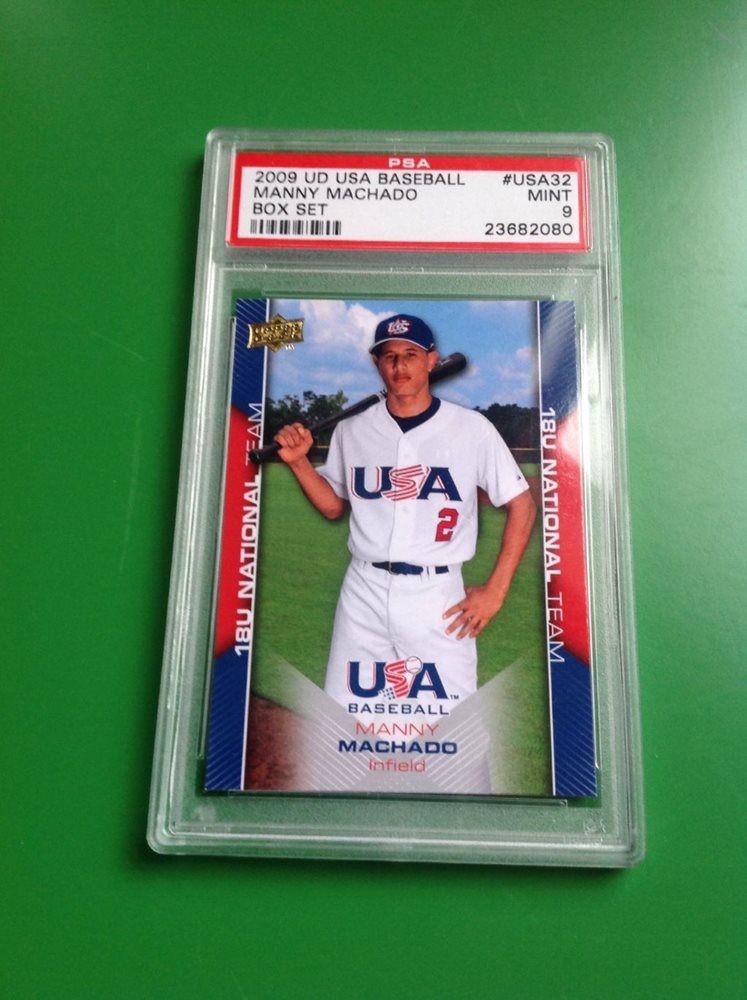 PSA
2009 UD USA BASEBALL #USA32
MANNY MACHADO MINT
BOX SET 9
23682080
18U NATIONAL TEAM
18U NATIONAL TEAM
USA
2
USA™
BASEBALL
MANNY
MACHADO
Infield